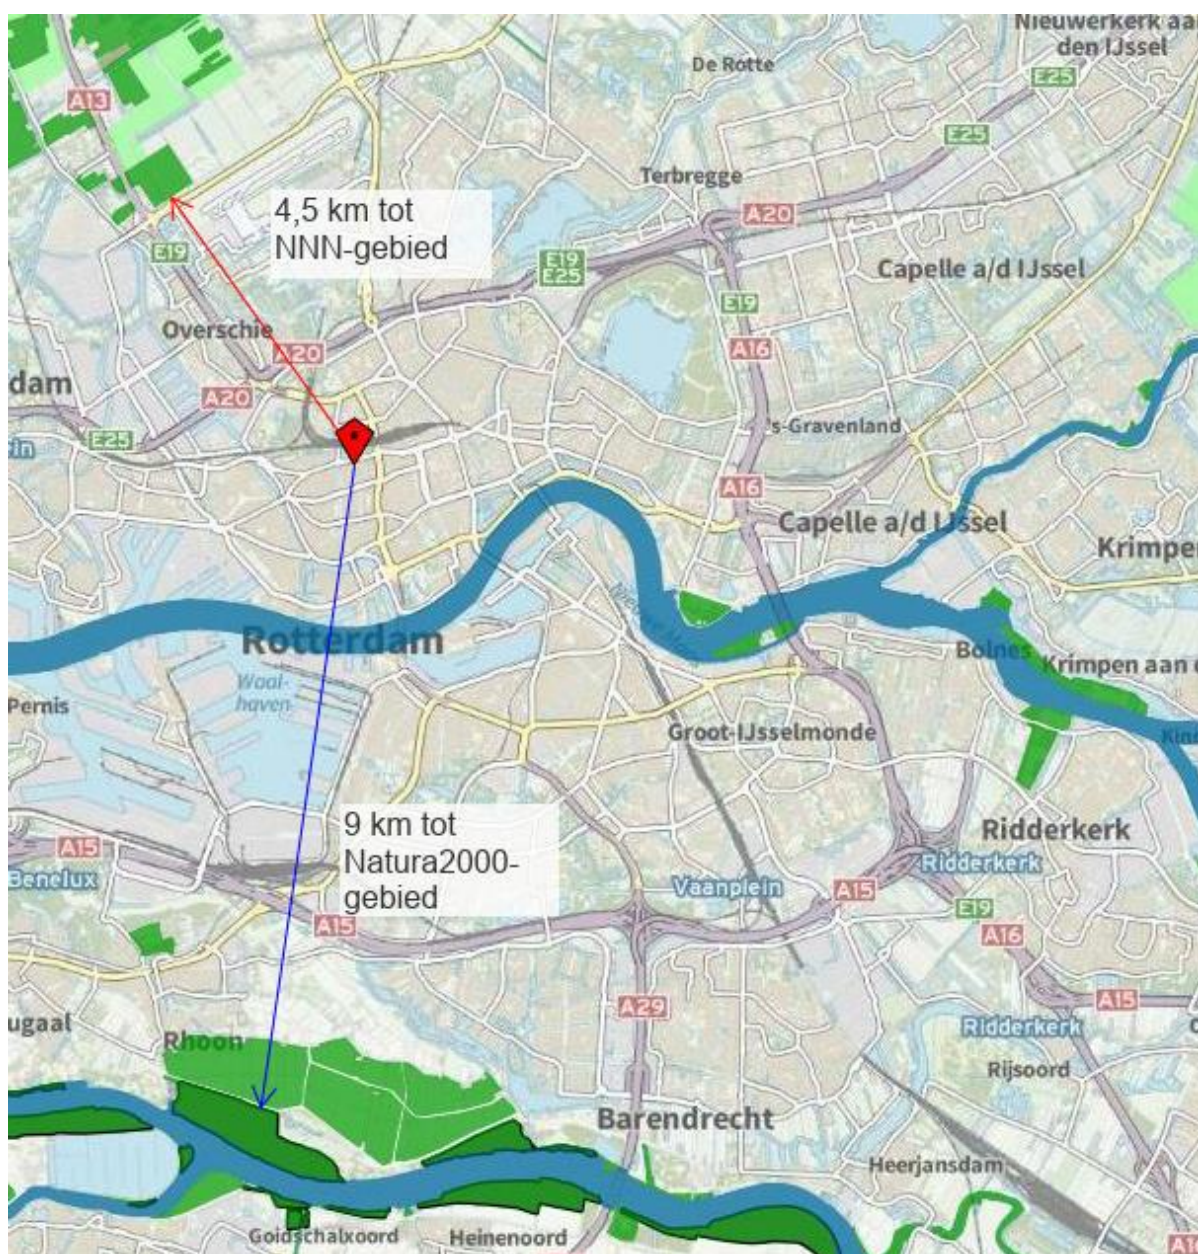 Nieuwerkerk aa
den IJssel
De Rotte
E25
A13
E25
Terbregge
4,5 km tot
NNN-gebied
A20
E19
E19
E25
Capelle a/d IJssel
E19
Overschie
A20
A16
dam
A20
E25
's-Gravenland
ein
A16
Capelle a/d IJssel
Krimpen
Rotterdam
Bolnes
Krimpen aan d
Waal-
haven
Pernis
Groot-IJsselmonde
9 km tot
Natura2000-
gebied
Ridderkerk
A15
Benelux
Ridderkerk
Vaanplein
A15
E19
A15
A16
A15
A29
ugaal
Rhoon
Ridderkerk
Rijsoord
Barendrecht
Heerjansdam
Goidschalxoord
Heinenoord